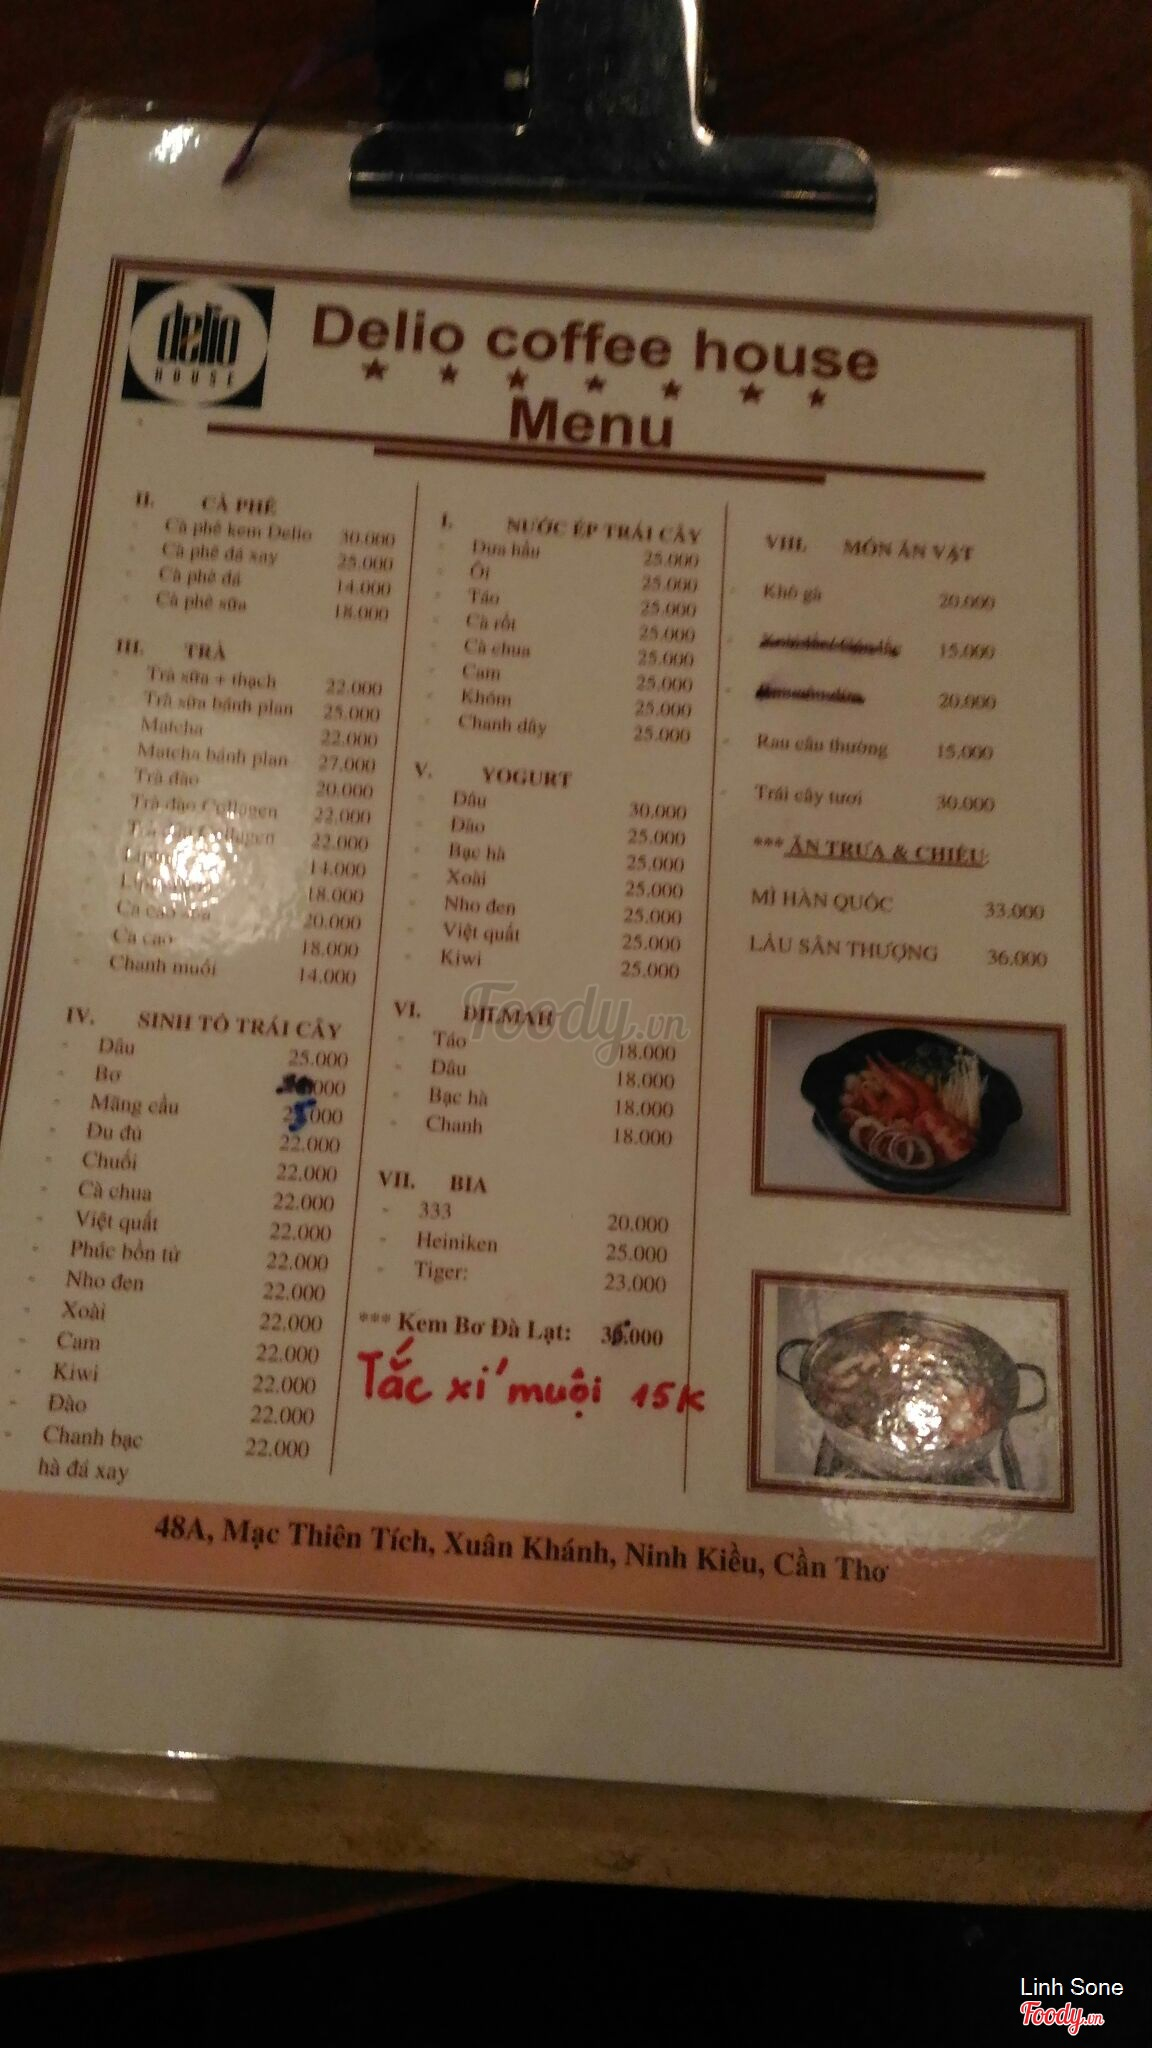 delio
HOUSE
Delio coffee house
Menu
II. CÀ PHÊ
- Cà phê kem Delio 30.000
- Cà phê đá xay 25.000
- Cà phê đá 14.000
- Cà phê sữa 18.000
III. TRÀ
- Trà sữa + thạch 22.000
- Trà sữa bánh plan 25.000
- Matcha 22.000
- Matcha bánh plan 27.000
- Trà đào 20.000
- Trà đào Collagen 22.000
Collagen 22.000
14.000
18.000
- Ca cao sữa 20.000
- Ca cao 18.000
- Chanh muối 14.000
IV. SINH TỐ TRÁI CÂY
- Dâu 25.000
- Bơ 000
- Mãng cầu 25.000
- Đu đủ 22.000
- Chuối 22.000
- Cà chua 22.000
- Việt quất 22.000
- Phúc bồn tử 22.000
- Nho đen 22.000
- Xoài 22.000
- Cam 22.000
- Kiwi 22.000
- Đào 22.000
- Chanh bạc 22.000
hà đá xay
I. NƯỚC ÉP TRÁI CÂY
- Dưa hấu 25.000
- Ổi 25.000
- Táo 25.000
- Cà rốt 25.000
- Cà chua 25.000
- Cam 25.000
- Khóm 25.000
- Chanh dây 25.000
V. YOGURT
- Dâu 30.000
- Đào 25.000
- Bạc hà 25.000
- Xoài 25.000
- Nho đen 25.000
- Việt quất 25.000
- Kiwi 25.000
VI. DILMAH
- Táo 18.000
- Dâu 18.000
- Bạc hà 18.000
- Chanh 18.000
VII. BIA
- 333 20.000
- Heiniken 25.000
- Tiger: 23.000
*** Kem Bơ Đà Lạt: 000
Tắc xí muội 15K
VIII. MÓN ĂN VẶT
- Khô gà 20.000
- 15.000
- 20.000
- Rau câu thường 15.000
- Trái cây tươi 30.000
*** ĂN TRƯA & CHIỀU:
MÌ HÀN QUỐC 33.000
LẨU SÂN THƯỢNG 36.000
48A, Mạc Thiên Tích, Xuân Khánh, Ninh Kiều, Cần Thơ
Foody.vn
Linh Sone
Foody.vn